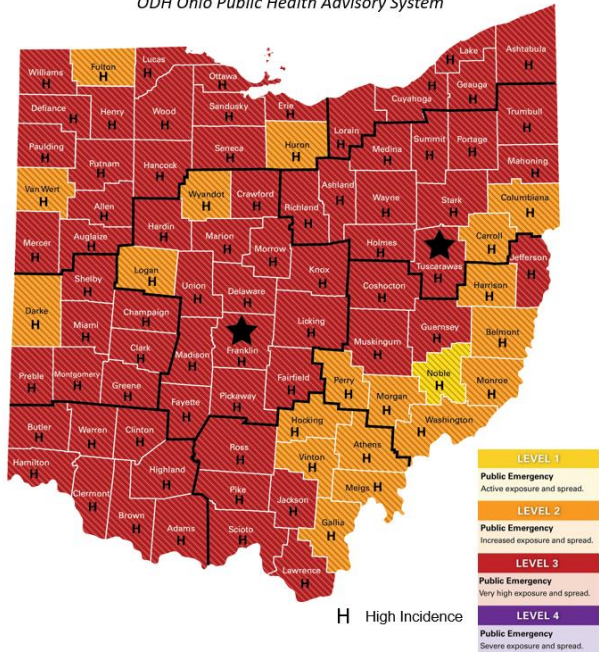 ODH Ohio Public Health Advisory System
Williams
H
Fulton
H
Lucas
H
Ottawa
H
Lake
H
Ashtabula
H
Geauga
H
Cuyahoga
H
Defiance
H
Henry
H
Wood
H
Sandusky
H
Erie
H
Lorain
H
Trumbull
H
Paulding
H
Putnam
H
Hancock
H
Seneca
H
Huron
H
Medina
H
Summit
H
Portage
H
Mahoning
H
Van Wert
H
Allen
H
Wyandot
H
Crawford
H
Richland
H
Ashland
H
Wayne
H
Stark
H
Columbiana
H
Mercer
H
Auglaize
H
Hardin
H
Marion
H
Morrow
H
Holmes
H
Tuscarawas
H
Carroll
H
Jefferson
H
Shelby
H
Logan
H
Union
H
Delaware
H
Knox
H
Coshocton
H
Harrison
H
Darke
H
Miami
H
Champaign
H
Clark
H
Madison
H
Franklin
H
Licking
H
Muskingum
H
Guernsey
H
Belmont
H
Preble
H
Montgomery
H
Greene
H
Fayette
H
Pickaway
H
Fairfield
H
Perry
H
Morgan
H
Noble
H
Monroe
H
Butler
H
Warren
H
Clinton
H
Ross
H
Hocking
H
Athens
H
Washington
H
Hamilton
H
Clermont
H
Brown
H
Highland
H
Adams
H
Pike
H
Scioto
H
Jackson
H
Vinton
H
Meigs H
Gallia
H
Lawrence
H
LEVEL 1
Public Emergency
Active exposure and spread.
LEVEL 2
Public Emergency
Increased exposure and spread.
LEVEL 3
Public Emergency
Very high exposure and spread.
LEVEL 4
Public Emergency
Severe exposure and spread.
H High Incidence